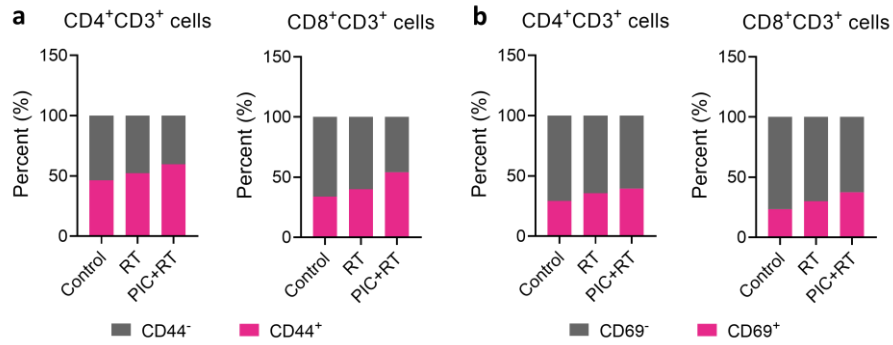 a
CD4⁺CD3⁺ cells
Percent (%)
150
100
50
0
Control
RT
PIC+RT
CD8⁺CD3⁺ cells
Percent (%)
150
100
50
0
Control
RT
PIC+RT
CD44⁻
CD44⁺
b
CD4⁺CD3⁺ cells
Percent (%)
150
100
50
0
Control
RT
PIC+RT
CD8⁺CD3⁺ cells
Percent (%)
150
100
50
0
Control
RT
PIC+RT
CD69⁻
CD69⁺